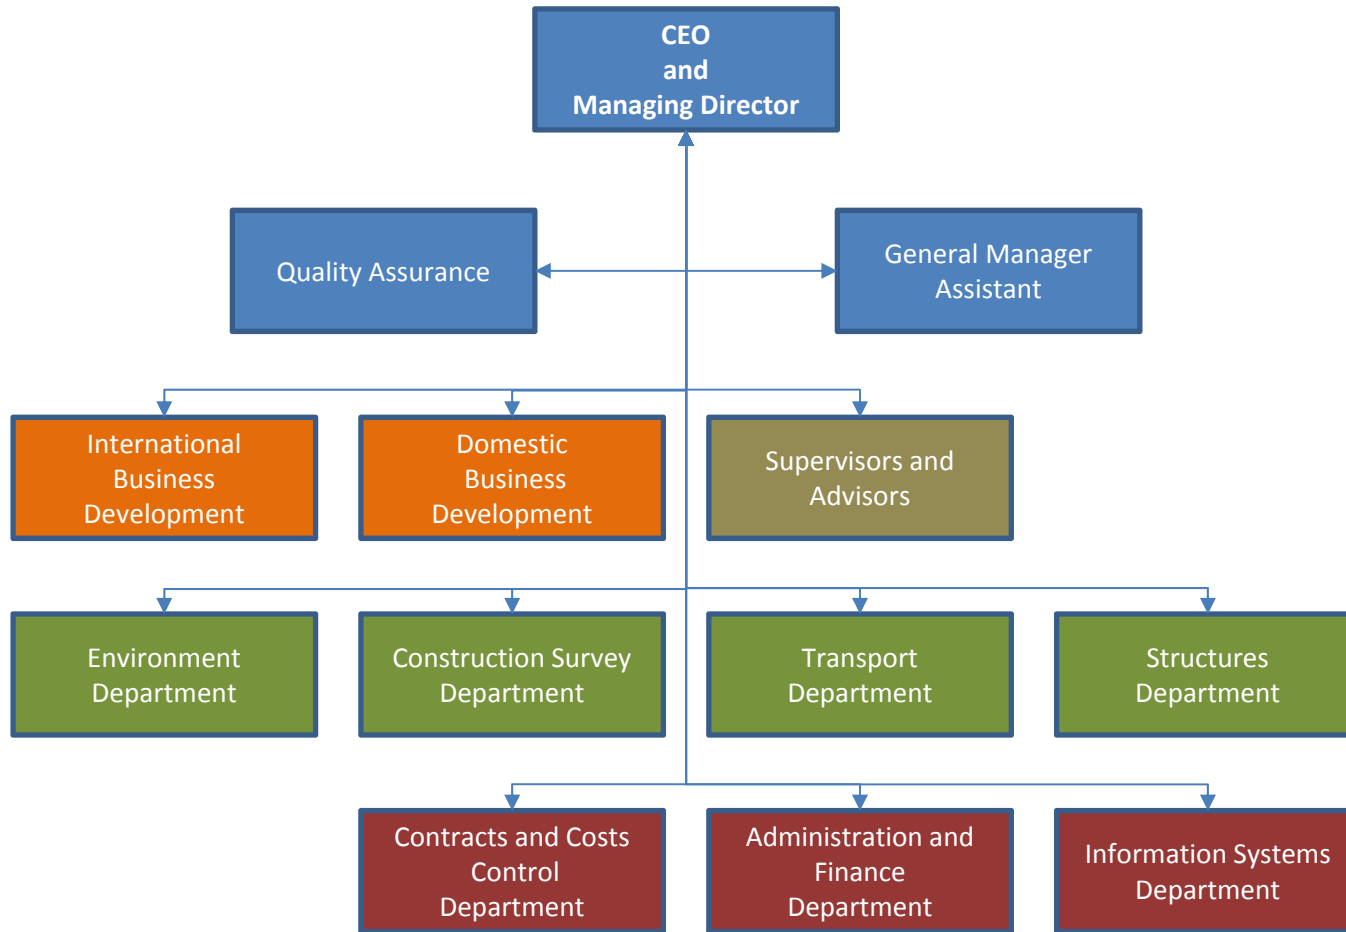 CEO
and
Managing Director
Quality Assurance
General Manager
Assistant
International
Business
Development
Domestic
Business
Development
Supervisors and
Advisors
Environment
Department
Construction Survey
Department
Transport
Department
Structures
Department
Contracts and Costs
Control
Department
Administration and
Finance
Department
Information Systems
Department